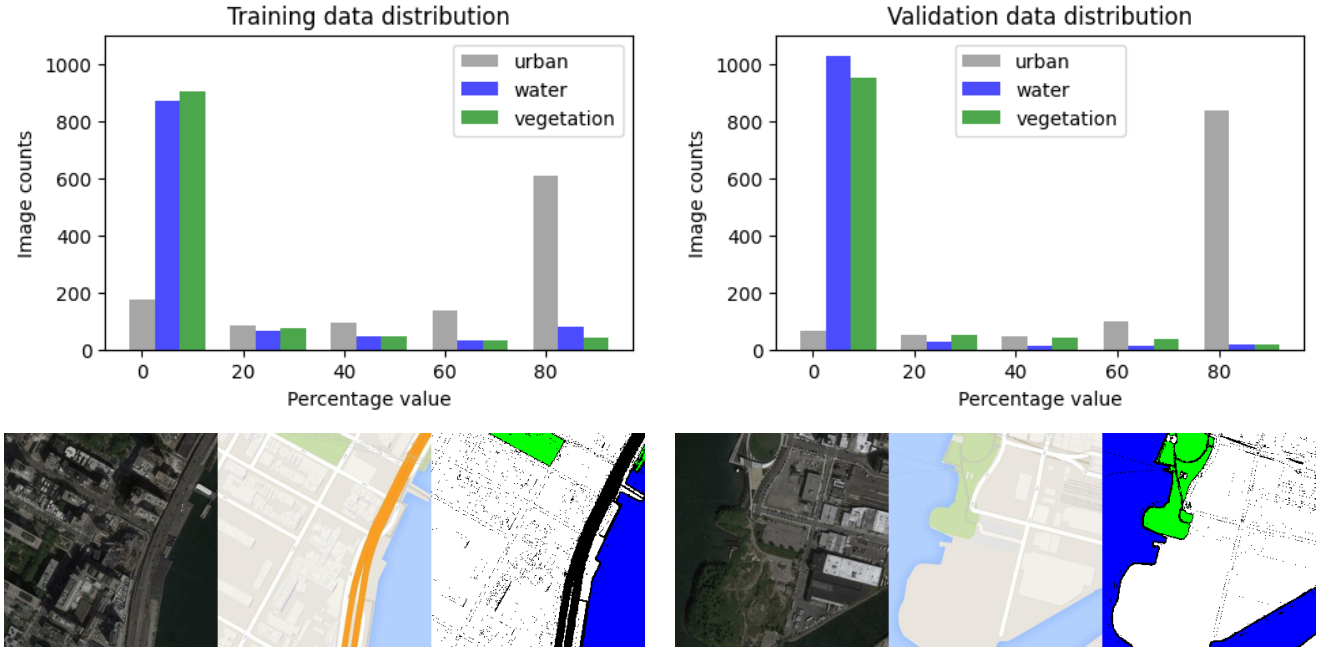 Training data distribution
1000
800
600
400
200
0
Image counts
urban
water
vegetation
0 20 40 60 80
Percentage value
Validation data distribution
1000
800
600
400
200
0
Image counts
urban
water
vegetation
0 20 40 60 80
Percentage value